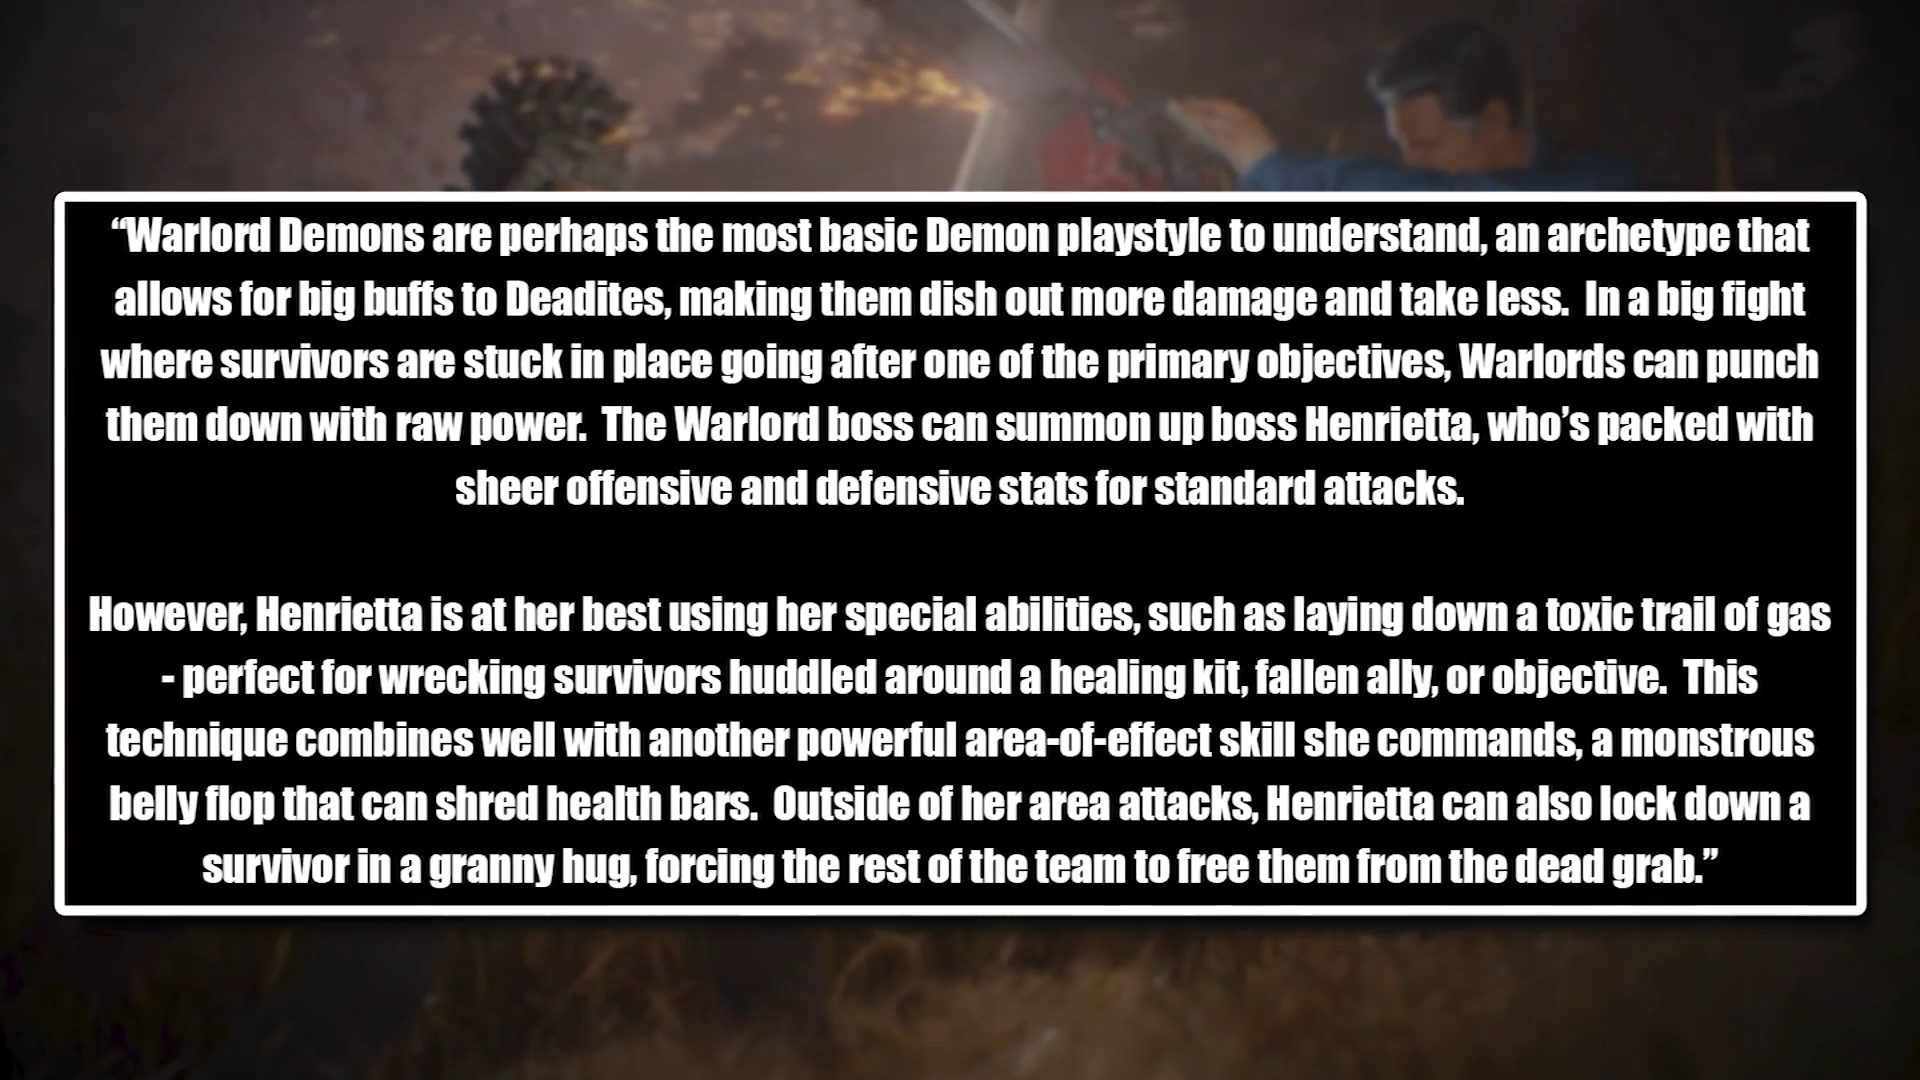 “Warlord Demons are perhaps the most basic Demon playstyle to understand, an archetype that
allows for big buffs to Deadites, making them dish out more damage and take less.  In a big fight
where survivors are stuck in place going after one of the primary objectives, Warlords can punch
them down with raw power.  The Warlord boss can summon up boss Henrietta, who’s packed with
sheer offensive and defensive stats for standard attacks.
However, Henrietta is at her best using her special abilities, such as laying down a toxic trail of gas
- perfect for wrecking survivors huddled around a healing kit, fallen ally, or objective.  This
technique combines well with another powerful area-of-effect skill she commands, a monstrous
belly flop that can shred health bars.  Outside of her area attacks, Henrietta can also lock down a
survivor in a granny hug, forcing the rest of the team to free them from the dead grab.”